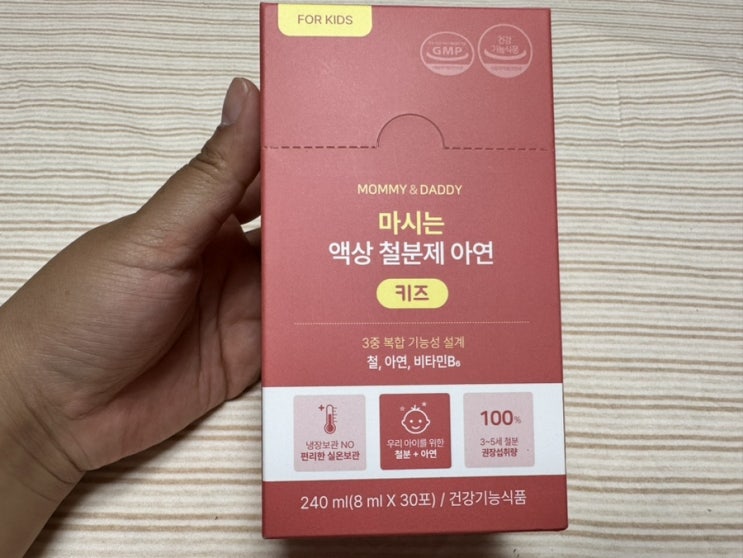 FOR KIDS
GMP
건강
기능식품
MOMMY & DADDY
마시는
액상 철분제 아연
키즈
3중 복합 기능성 설계
철, 아연, 비타민B₆
냉장보관 NO
편리한 실온보관
우리 아이를 위한
철분 + 아연
100%
3~5세 철분
권장섭취량
240 ml(8 ml X 30포) / 건강기능식품